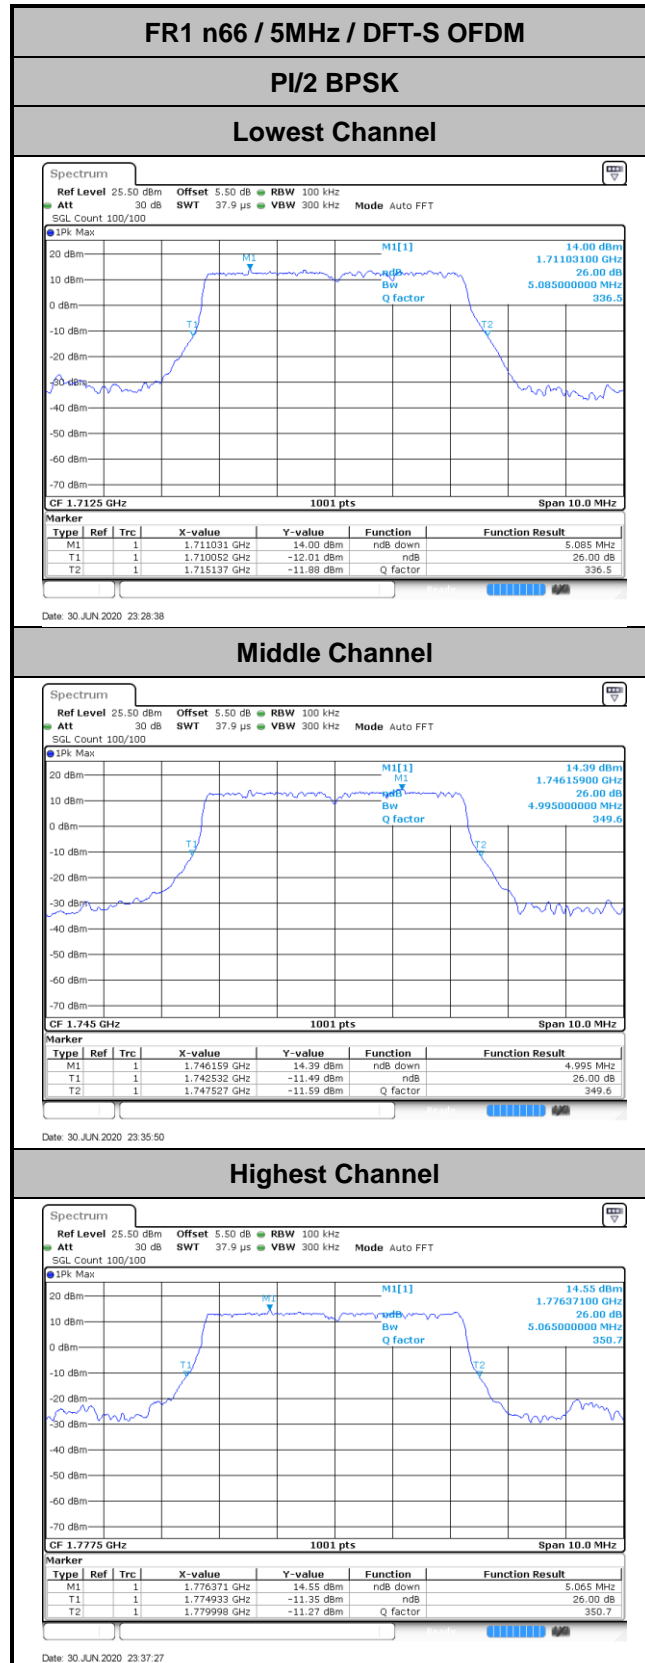 FR1 n66 / 5MHz / DFT-S OFDM
PI/2 BPSK
Lowest Channel
Spectrum
Ref Level 25.50 dBm Offset 5.50 dB RBW 100 kHz
Att 30 dB SWT 37.9 µs VBW 300 kHz Mode Auto FFT
SGL Count 100/100
1Pk Max
M1[1] 14.00 dBm
1.71103100 GHz
ndB 26.00 dB
Bw 5.085000000 MHz
Q factor 336.5
M1
T1
T2
20 dBm
10 dBm
0 dBm
-10 dBm
-20 dBm
-30 dBm
-40 dBm
-50 dBm
-60 dBm
-70 dBm
CF 1.7125 GHz 1001 pts Span 10.0 MHz
Marker
Type Ref Trc X-value Y-value Function Function Result
M1 1 1.711031 GHz 14.00 dBm ndB down 5.085 MHz
T1 1 1.710052 GHz -12.01 dBm ndB 26.00 dB
T2 1 1.715137 GHz -11.88 dBm Q factor 336.5
Date: 30.JUN.2020 23:28:38
Middle Channel
Spectrum
Ref Level 25.50 dBm Offset 5.50 dB RBW 100 kHz
Att 30 dB SWT 37.9 µs VBW 300 kHz Mode Auto FFT
SGL Count 100/100
1Pk Max
M1[1] 14.39 dBm
1.74615900 GHz
ndB 26.00 dB
Bw 4.995000000 MHz
Q factor 349.6
M1
T1
T2
20 dBm
10 dBm
0 dBm
-10 dBm
-20 dBm
-30 dBm
-40 dBm
-50 dBm
-60 dBm
-70 dBm
CF 1.745 GHz 1001 pts Span 10.0 MHz
Marker
Type Ref Trc X-value Y-value Function Function Result
M1 1 1.746159 GHz 14.39 dBm ndB down 4.995 MHz
T1 1 1.742532 GHz -11.49 dBm ndB 26.00 dB
T2 1 1.747527 GHz -11.59 dBm Q factor 349.6
Date: 30.JUN.2020 23:35:50
Highest Channel
Spectrum
Ref Level 25.50 dBm Offset 5.50 dB RBW 100 kHz
Att 30 dB SWT 37.9 µs VBW 300 kHz Mode Auto FFT
SGL Count 100/100
1Pk Max
M1[1] 14.55 dBm
1.77637100 GHz
ndB 26.00 dB
Bw 5.065000000 MHz
Q factor 350.7
M1
T1
T2
20 dBm
10 dBm
0 dBm
-10 dBm
-20 dBm
-30 dBm
-40 dBm
-50 dBm
-60 dBm
-70 dBm
CF 1.7775 GHz 1001 pts Span 10.0 MHz
Marker
Type Ref Trc X-value Y-value Function Function Result
M1 1 1.776371 GHz 14.55 dBm ndB down 5.065 MHz
T1 1 1.774933 GHz -11.35 dBm ndB 26.00 dB
T2 1 1.779998 GHz -11.27 dBm Q factor 350.7
Date: 30.JUN.2020 23:37:27